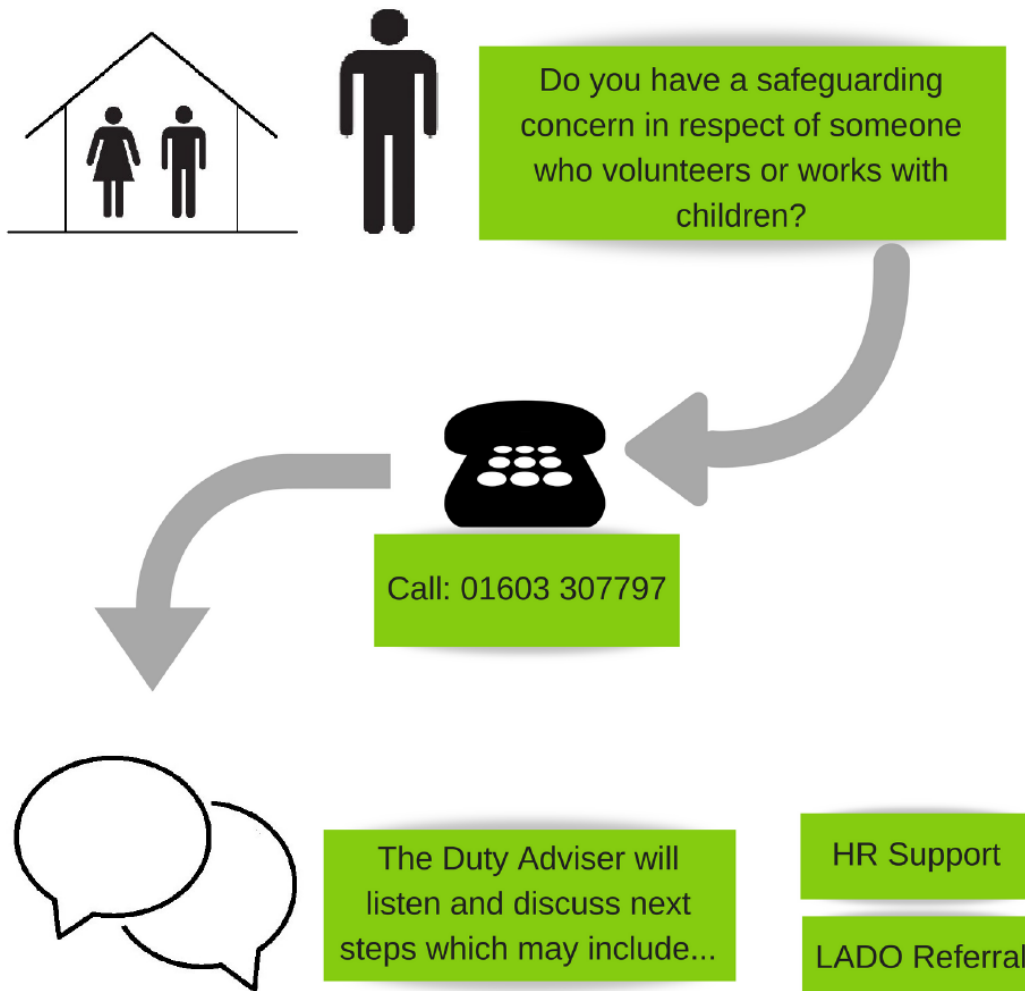 Do you have a safeguarding
concern in respect of someone
who volunteers or works with
children?
Call: 01603 307797
The Duty Adviser will
listen and discuss next
steps which may include...
HR Support
LADO Referral